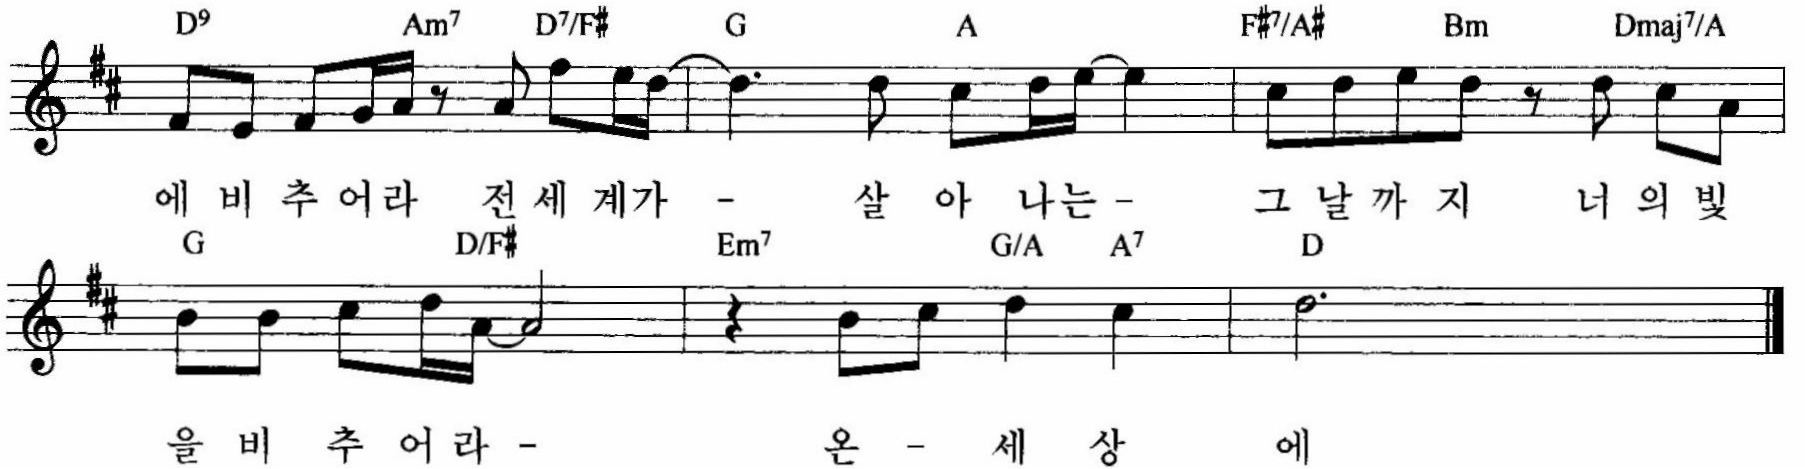 D⁹ Am⁷ D⁷/F♯ G A F♯⁷/A♯ Bm Dmaj⁷/A
에 비 추 어 라 전 세 계 가 - 살 아 나 는 - 그 날 까 지 너 의 빛
G D/F♯ Em⁷ G/A A⁷ D
을 비 추 어 라 - 온 - 세 상 에